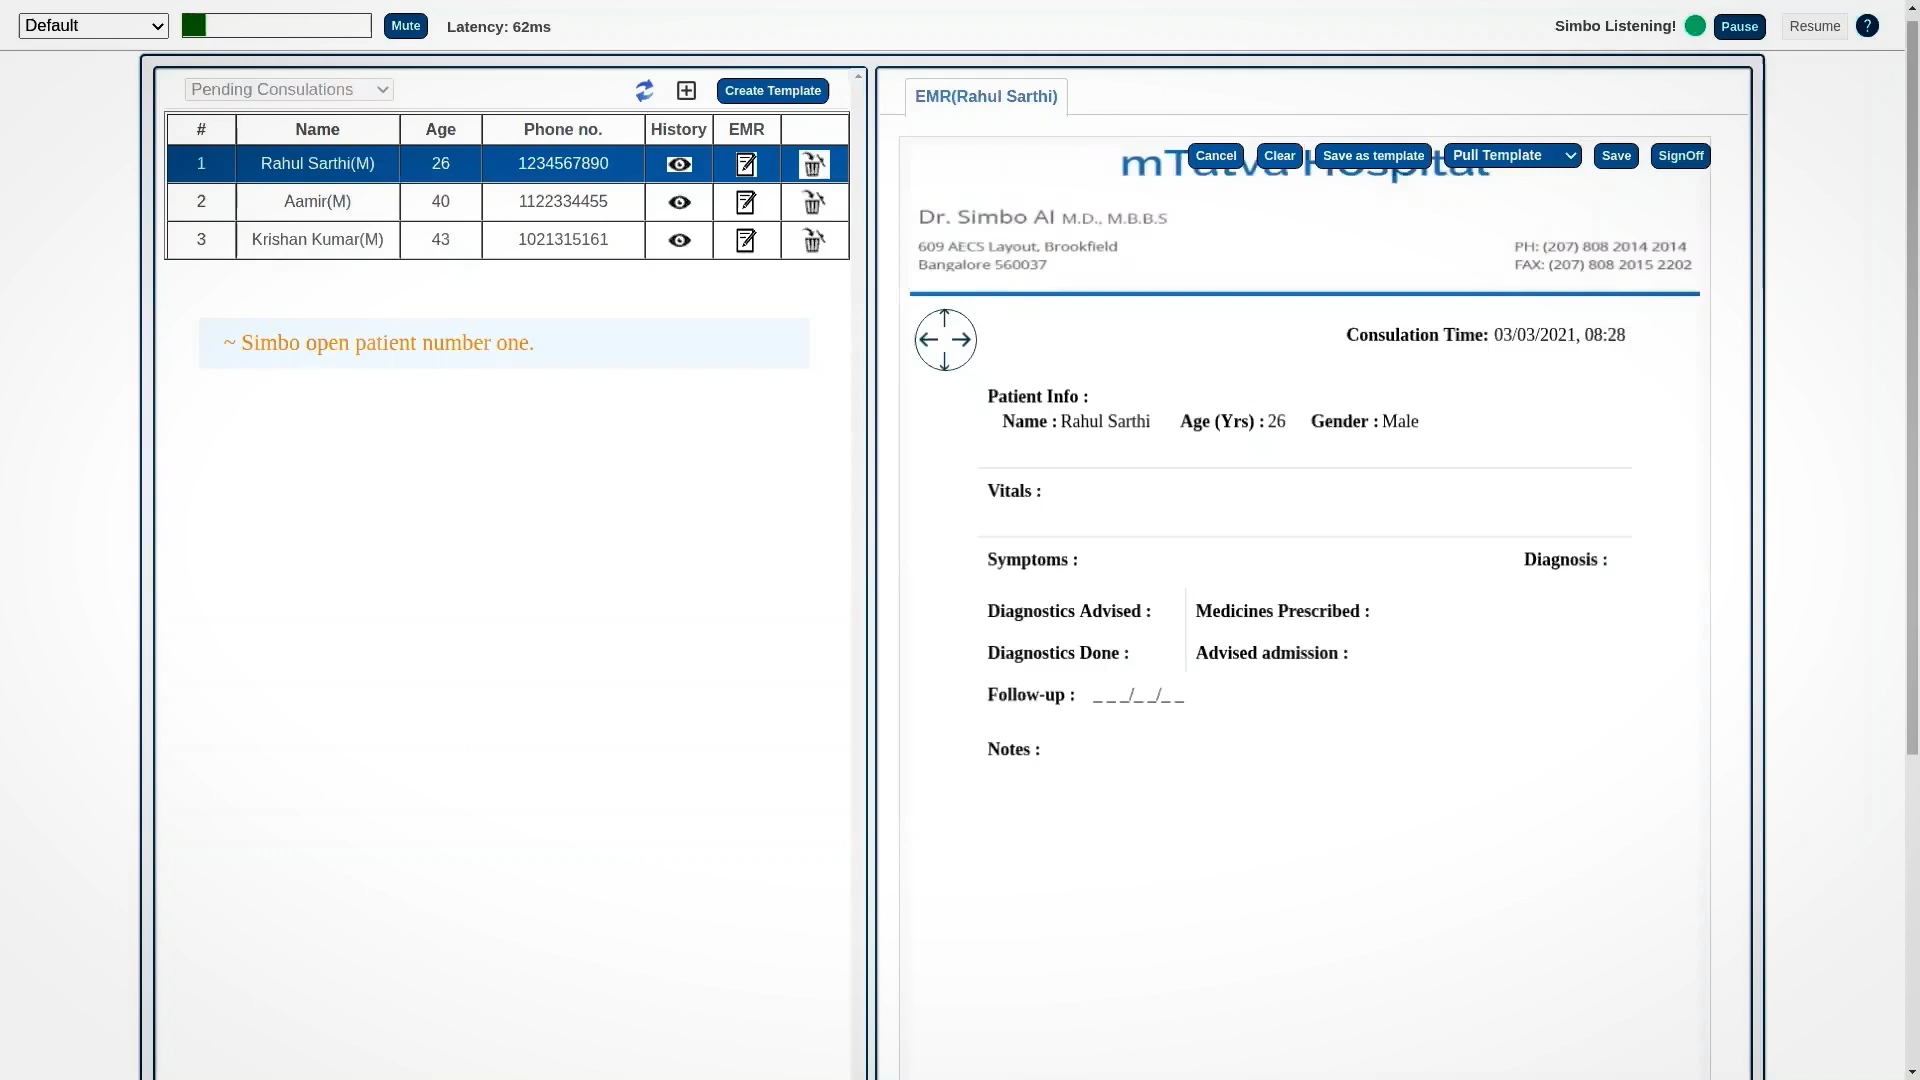 Default Mute Latency: 62ms Simbo Listening! Pause Resume ?
Pending Consulations Create Template
# Name Age Phone no. History EMR
1 Rahul Sarthi(M) 26 1234567890
2 Aamir(M) 40 1122334455
3 Krishan Kumar(M) 43 1021315161
~ Simbo open patient number one.
EMR(Rahul Sarthi)
Cancel Clear Save as template Pull Template Save SignOff
mTatva Hospital
Dr. Simbo AI M.D., M.B.B.S
609 AECS Layout, Brookfield PH: (207) 808 2014 2014
Bangalore 560037 FAX: (207) 808 2015 2202
Consulation Time: 03/03/2021, 08:28
Patient Info :
Name : Rahul Sarthi Age (Yrs) : 26 Gender : Male
Vitals :
Symptoms : Diagnosis :
Diagnostics Advised : Medicines Prescribed :
Diagnostics Done : Advised admission :
Follow-up : _ _ _/_ _/_ _
Notes :